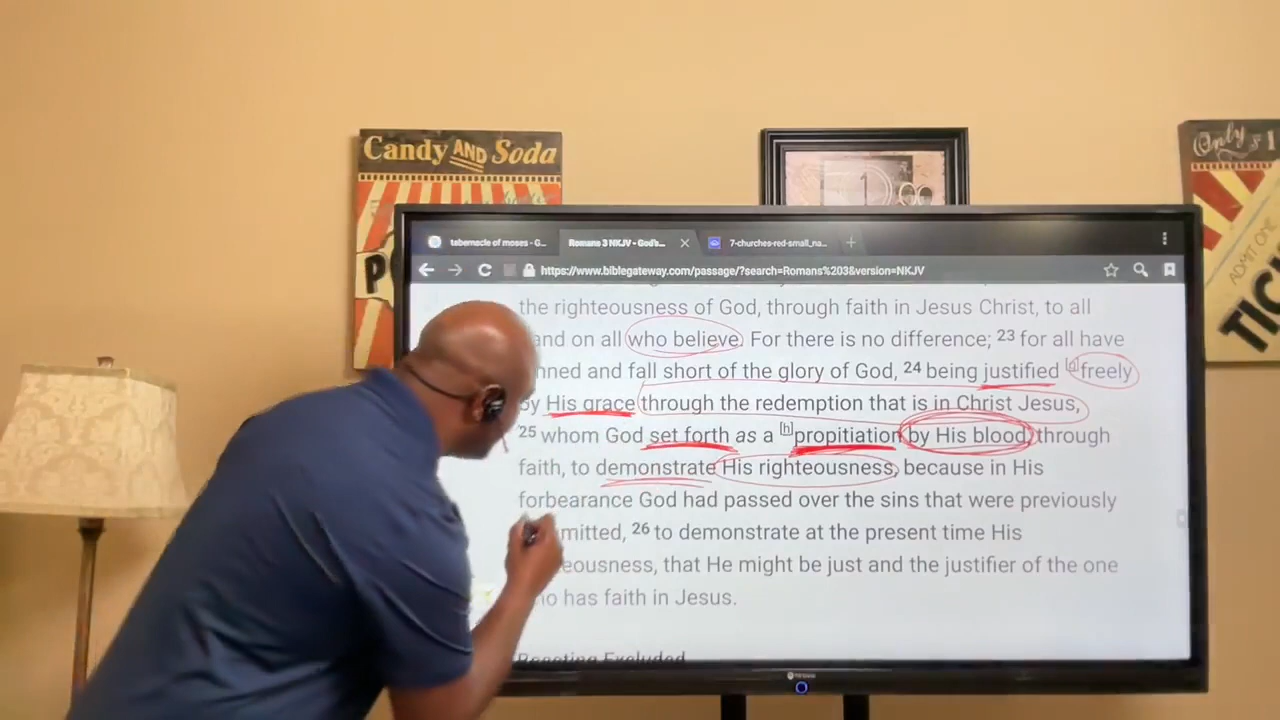 Candy AND Soda
Only
ADMIT ONE
tabernacle of moses - G...
Romans 3 NKJV - God's...
7-churches-red-small_na...
https://www.biblegateway.com/passage/?search=Romans%203&version=NKJV
the righteousness of God, through faith in Jesus Christ, to all
and on all who believe. For there is no difference; 23 for all have
and fall short of the glory of God, 24 being justified freely
by His grace through the redemption that is in Christ Jesus,
25 whom God set forth as a [h]propitiation by His blood, through
faith, to demonstrate His righteousness, because in His
forbearance God had passed over the sins that were previously
26 to demonstrate at the present time His
that He might be just and the justifier of the one
has faith in Jesus.
Boasting Excluded